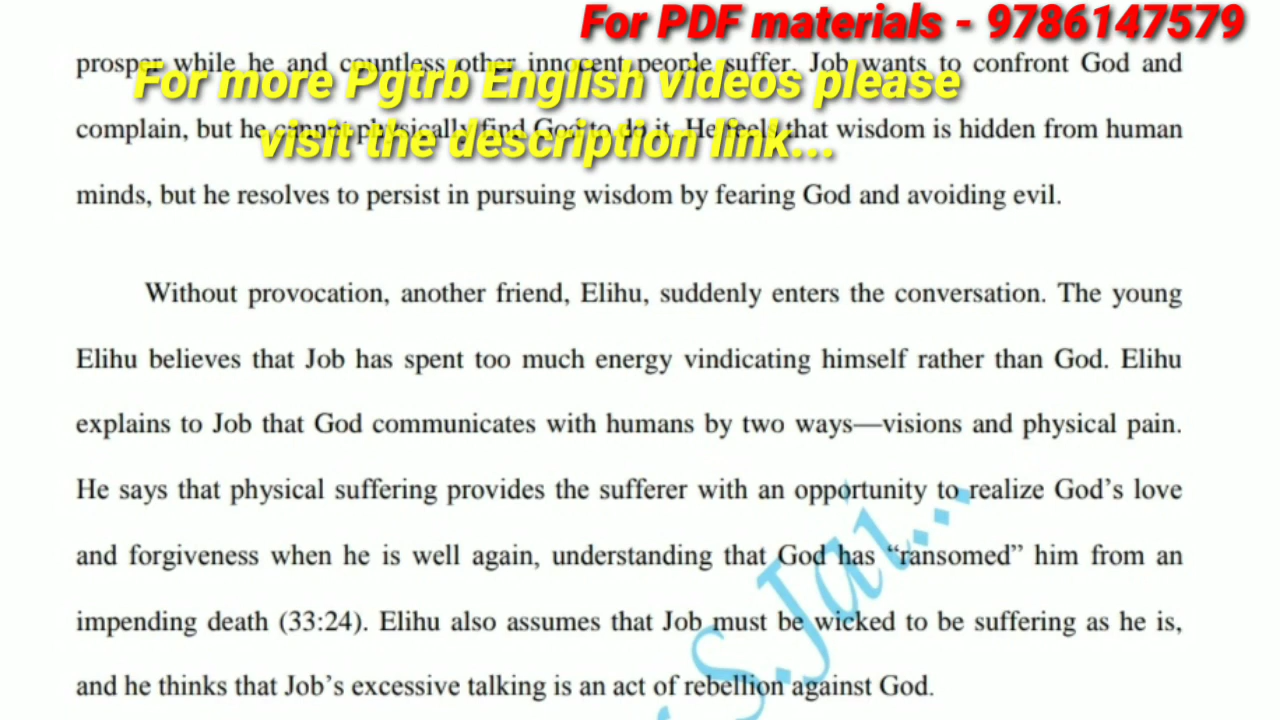 For PDF materials - 9786147579
prosper while he and countless other innocent people suffer. Job wants to confront God and
For more Pgtrb English videos please
complain, but he cannot physically find God to do it. He feels that wisdom is hidden from human
visit the description link...
minds, but he resolves to persist in pursuing wisdom by fearing God and avoiding evil.
Without provocation, another friend, Elihu, suddenly enters the conversation. The young
Elihu believes that Job has spent too much energy vindicating himself rather than God. Elihu
explains to Job that God communicates with humans by two ways—visions and physical pain.
He says that physical suffering provides the sufferer with an opportunity to realize God’s love
and forgiveness when he is well again, understanding that God has “ransomed” him from an
impending death (33:24). Elihu also assumes that Job must be wicked to be suffering as he is,
and he thinks that Job’s excessive talking is an act of rebellion against God.
S.Jai...